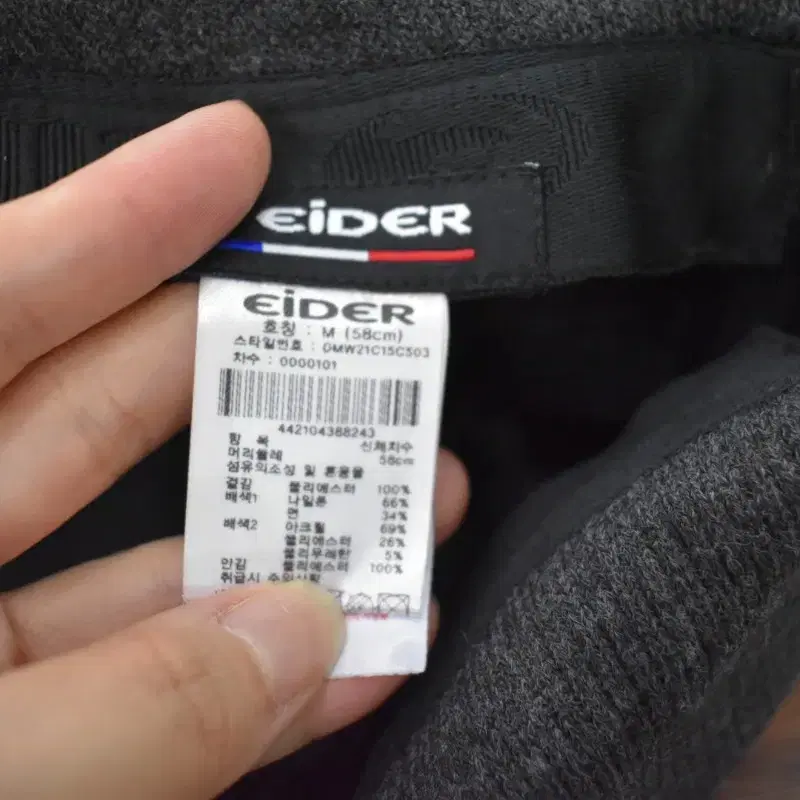 EiDER
EiDER
호칭 : M (58cm)
스타일번호 : DMW21C15C503
차수 : 0000101
442104388243
항 목 신체치수
머리둘레 58cm
섬유의조성 및 혼용율
겉감 폴리에스터 100%
배색1 나일론 66%
면 34%
배색2 아크릴 69%
폴리에스터 26%
폴리우레탄 5%
안감 폴리에스터 100%
취급시 주의사항